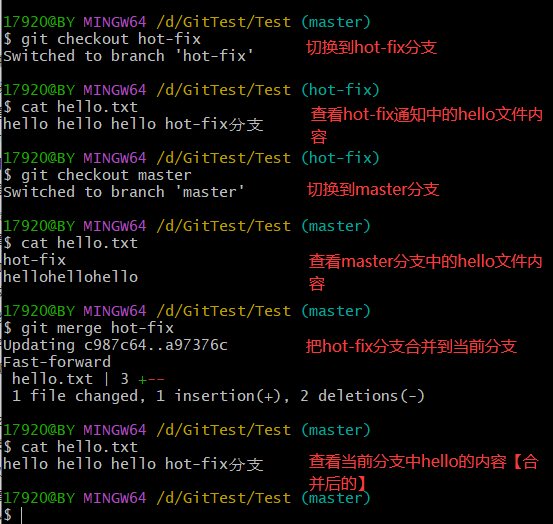 17920@BY MINGW64 /d/GitTest/Test (master)
$ git checkout hot-fix
Switched to branch 'hot-fix'
切换到hot-fix分支
17920@BY MINGW64 /d/GitTest/Test (hot-fix)
$ cat hello.txt
hello hello hello hot-fix分支
查看hot-fix通知中的hello文件内
容
17920@BY MINGW64 /d/GitTest/Test (hot-fix)
$ git checkout master
Switched to branch 'master'
切换到master分支
17920@BY MINGW64 /d/GitTest/Test (master)
$ cat hello.txt
hot-fix
hellohellohello
查看master分支中的hello文件内
容
17920@BY MINGW64 /d/GitTest/Test (master)
$ git merge hot-fix
Updating c987c64..a97376c
Fast-forward
 hello.txt | 3 +--
 1 file changed, 1 insertion(+), 2 deletions(-)
把hot-fix分支合并到当前分支
17920@BY MINGW64 /d/GitTest/Test (master)
$ cat hello.txt
hello hello hello hot-fix分支
查看当前分支中hello的内容【合
并后的】
17920@BY MINGW64 /d/GitTest/Test (master)
$